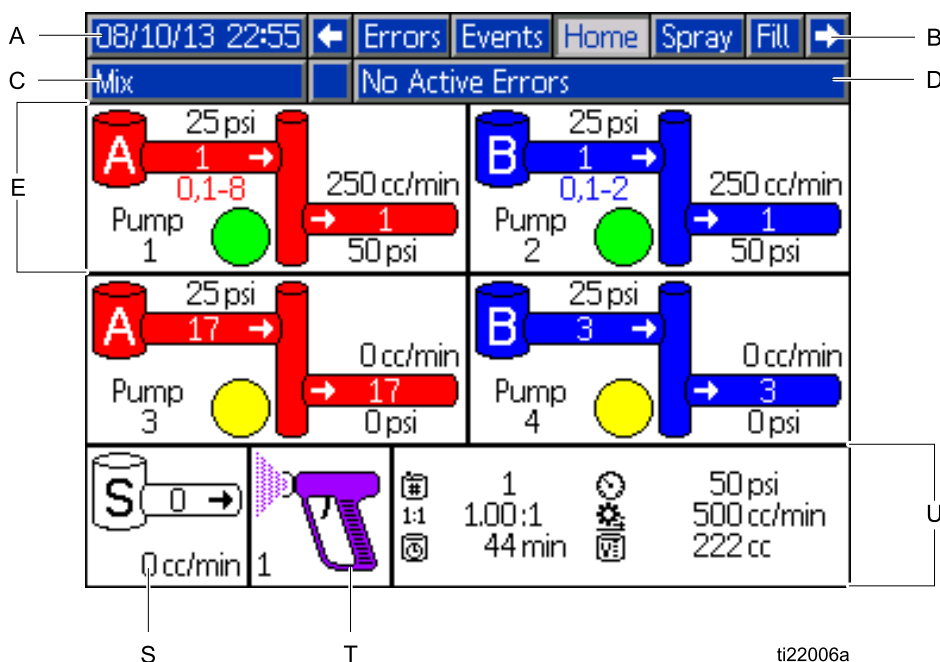 A
08/10/13 22:55
Errors
Events
Home
Spray
Fill
B
C
Mix
No Active Errors
D
E
25 psi
A
1
0,1-8
250 cc/min
Pump
1
1
50 psi
25 psi
B
1
0,1-2
250 cc/min
Pump
2
1
50 psi
25 psi
A
17
0 cc/min
Pump
3
17
0 psi
25 psi
B
3
0 cc/min
Pump
4
3
0 psi
S
0
0 cc/min
1
#
1
50 psi
1:1
1.00:1
500 cc/min
44 min
V
222 cc
U
S
T
ti22006a